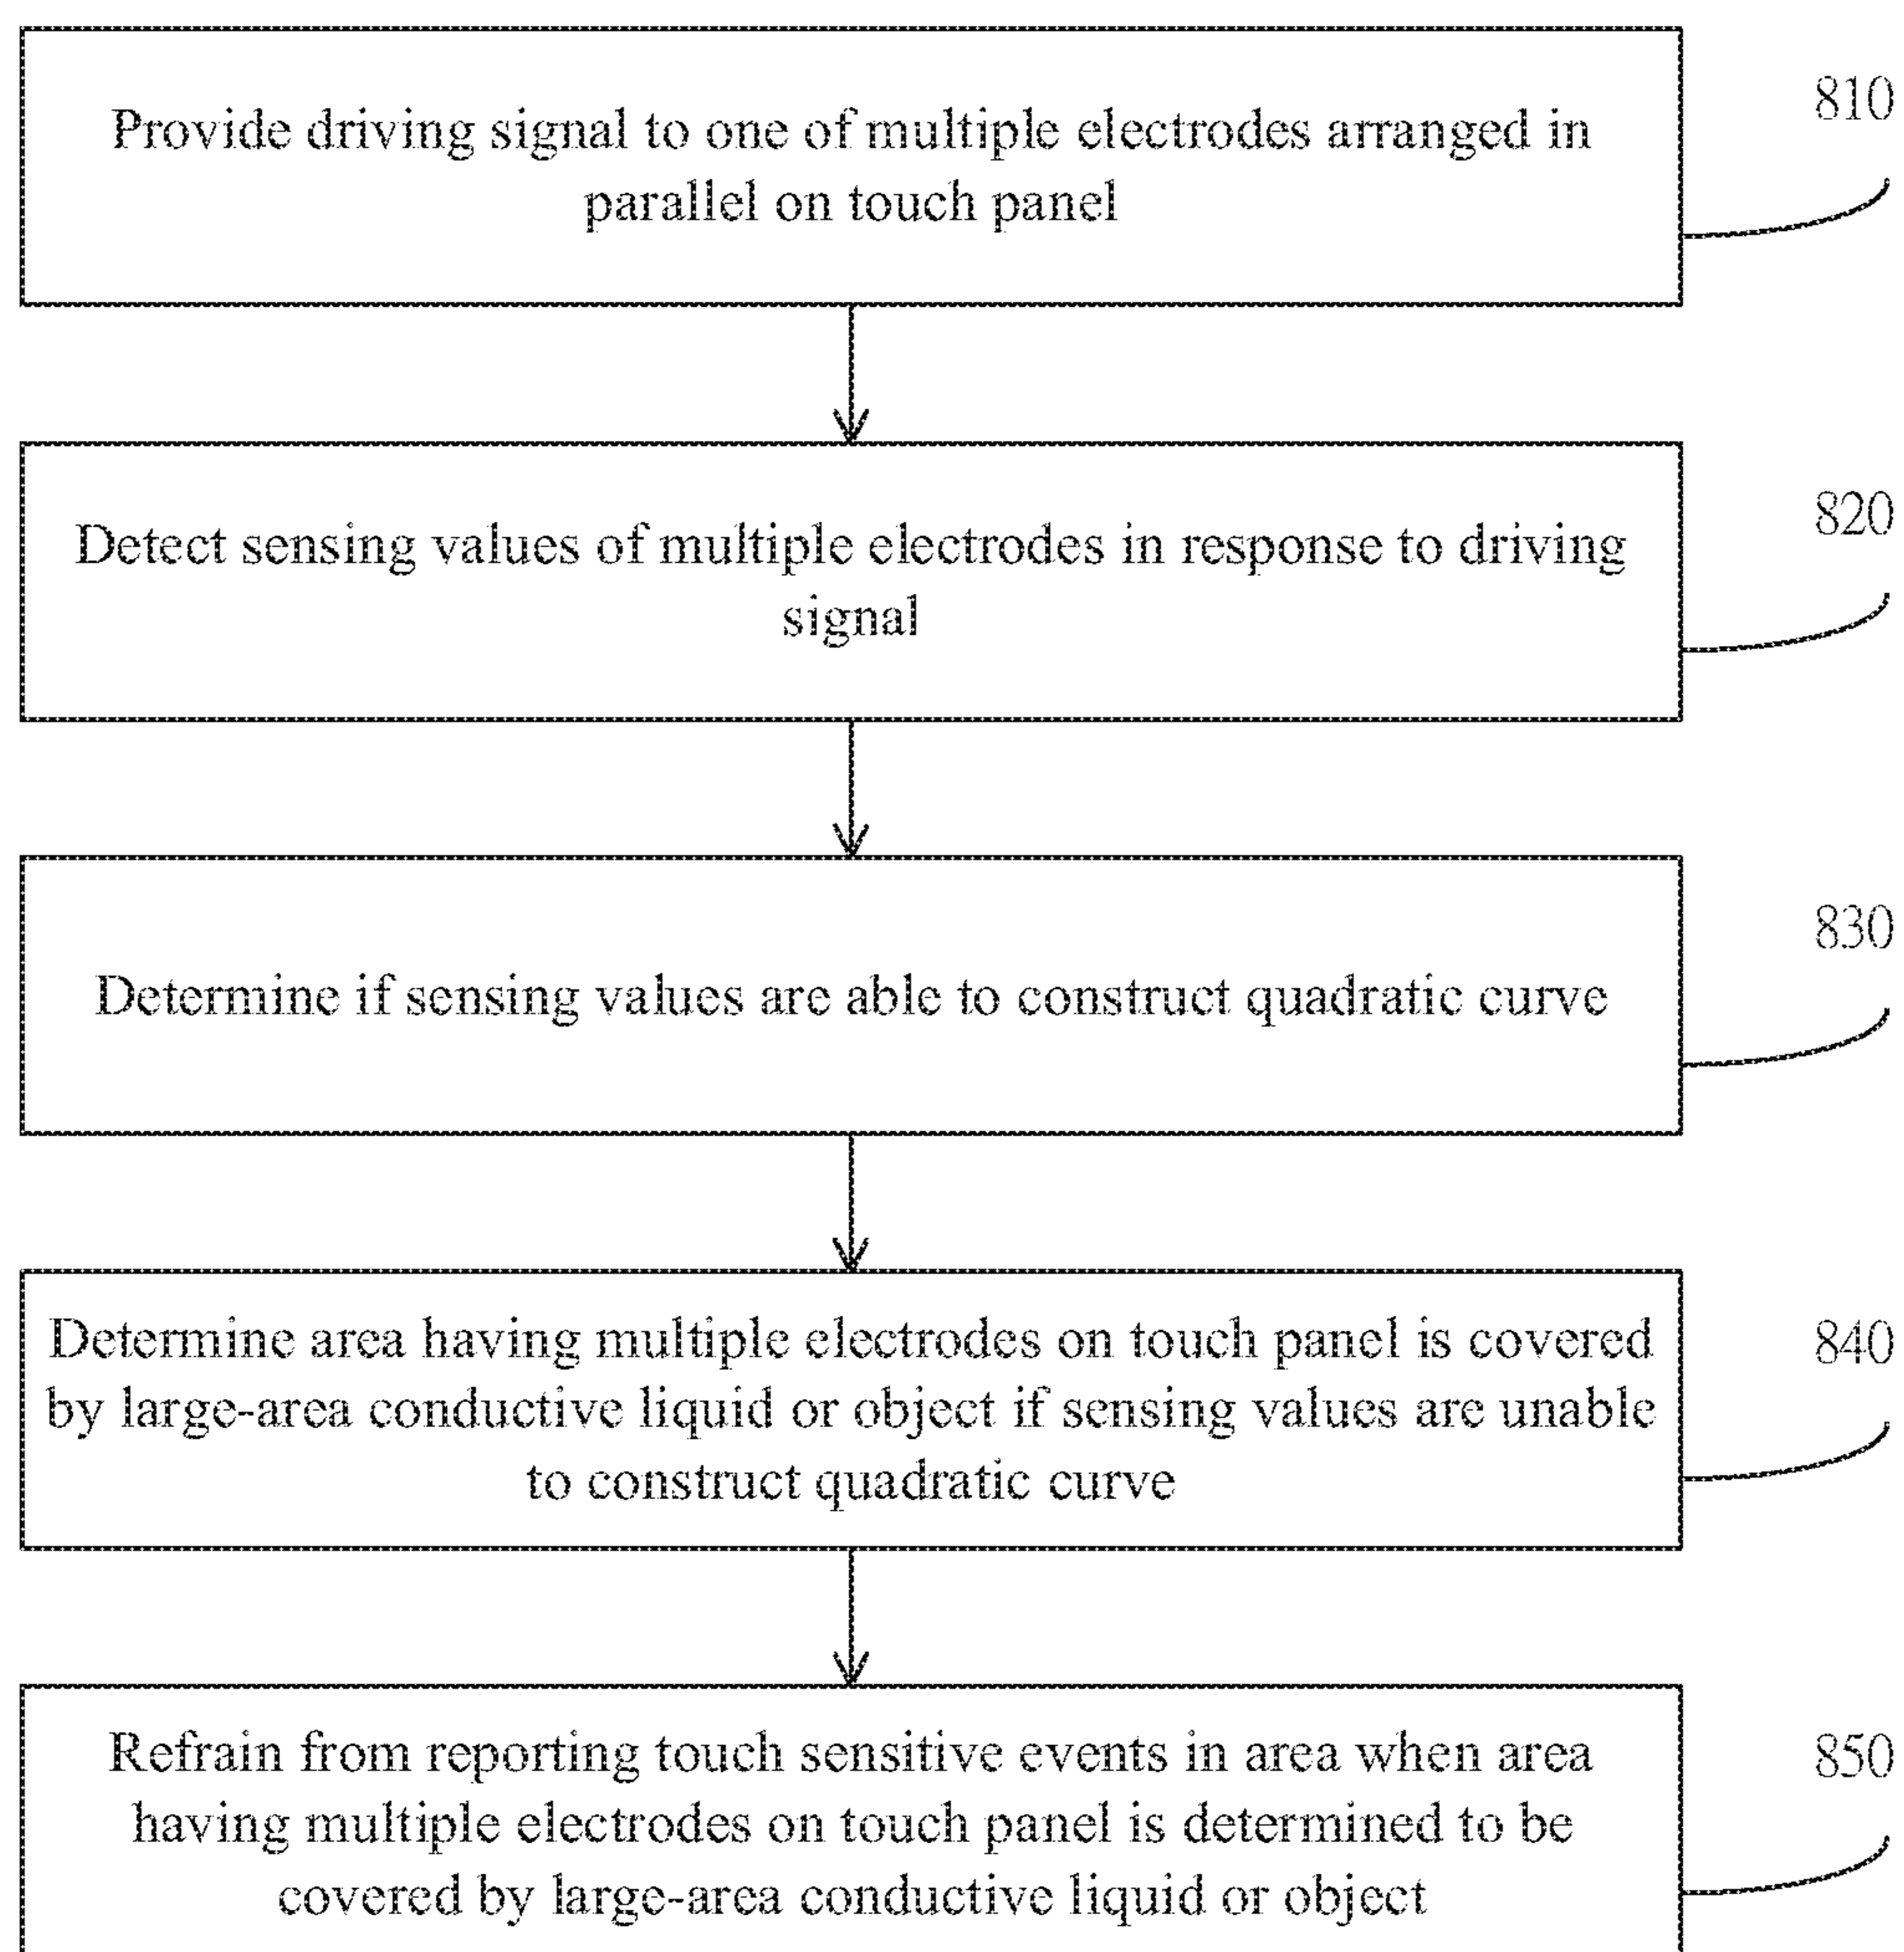 Provide driving signal to one of multiple electrodes arranged in
parallel on touch panel
810
Detect sensing values of multiple electrodes in response to driving
signal
820
Determine if sensing values are able to construct quadratic curve
830
Determine area having multiple electrodes on touch panel is covered
by large-area conductive liquid or object if sensing values are unable
to construct quadratic curve
840
Refrain from reporting touch sensitive events in area when area
having multiple electrodes on touch panel is determined to be
covered by large-area conductive liquid or object
850